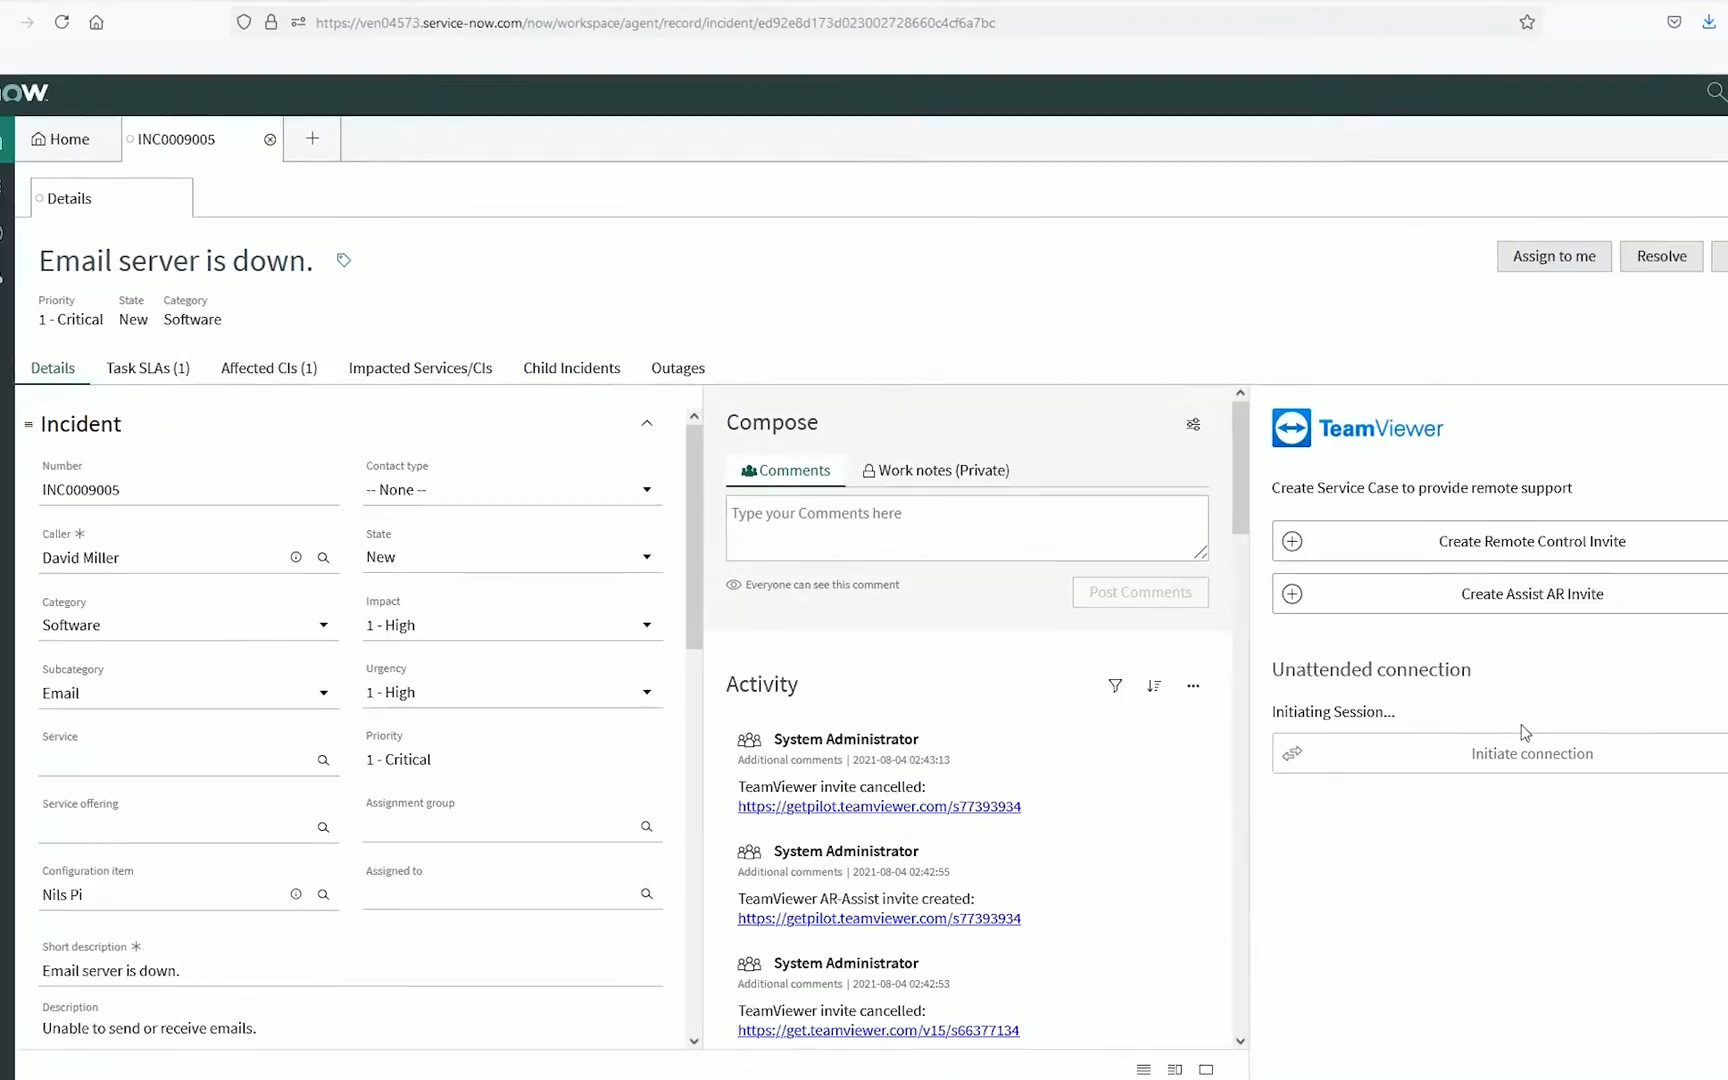 https://ven04573.service-now.com/now/workspace/agent/record/incident/ed92e8d173d023002728660c4cf6a7bc
now
Home
INC0009005
Details
Email server is down.
Assign to me
Resolve
Priority
State
Category
1 - Critical
New
Software
Details
Task SLAs (1)
Affected CIs (1)
Impacted Services/CIs
Child Incidents
Outages
Incident
Number
INC0009005
Contact type
-- None --
Caller
David Miller
State
New
Category
Software
Impact
1 - High
Subcategory
Email
Urgency
1 - High
Service
Priority
1 - Critical
Service offering
Assignment group
Configuration item
Nils Pi
Assigned to
Short description
Email server is down.
Description
Unable to send or receive emails.
Compose
Comments
Work notes (Private)
Type your Comments here
Everyone can see this comment
Post Comments
Activity
System Administrator
Additional comments | 2021-08-04 02:43:13
TeamViewer invite cancelled:
https://getpilot.teamviewer.com/s77393934
System Administrator
Additional comments | 2021-08-04 02:42:55
TeamViewer AR-Assist invite created:
https://getpilot.teamviewer.com/s77393934
System Administrator
Additional comments | 2021-08-04 02:42:53
TeamViewer invite cancelled:
https://get.teamviewer.com/v15/s66377134
TeamViewer
Create Service Case to provide remote support
Create Remote Control Invite
Create Assist AR Invite
Unattended connection
Initiating Session...
Initiate connection